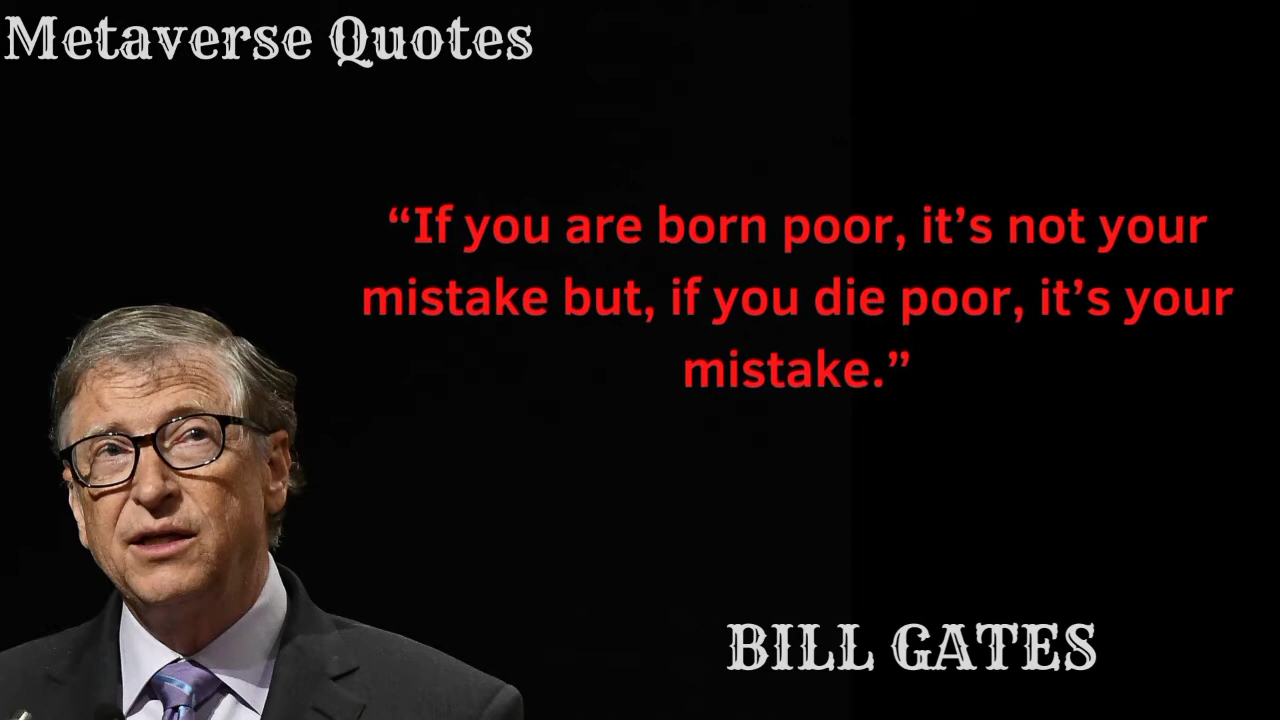 Metaverse Quotes
“If you are born poor, it’s not your
mistake but, if you die poor, it’s your
mistake.”
BILL GATES